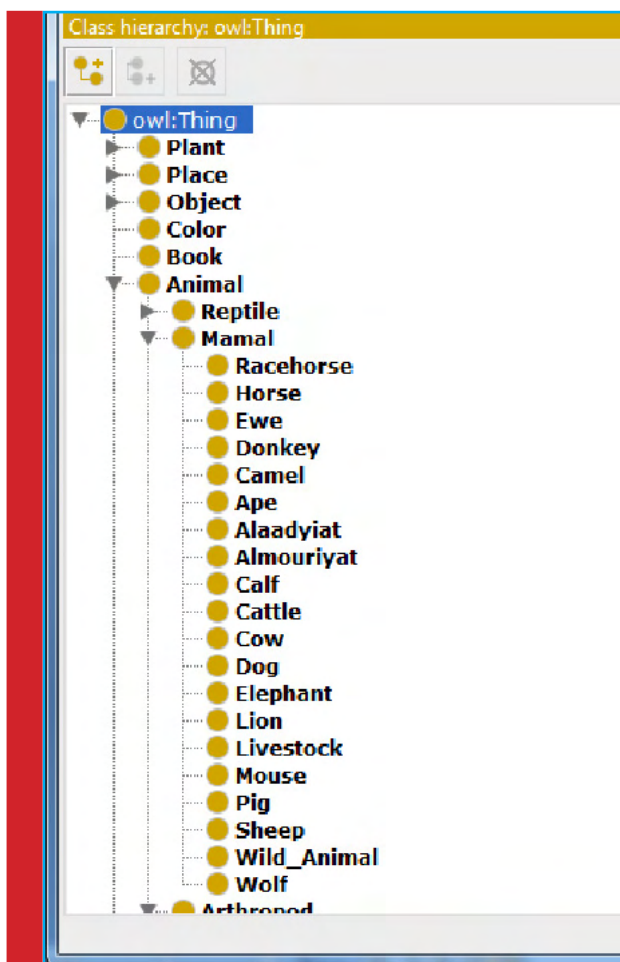 Class hierarchy: owl:Thing
owl:Thing
Plant
Place
Object
Color
Book
Animal
Reptile
Mamal
Racehorse
Horse
Ewe
Donkey
Camel
Ape
Alaadyiat
Almouriyat
Calf
Cattle
Cow
Dog
Elephant
Lion
Livestock
Mouse
Pig
Sheep
Wild_Animal
Wolf
Arthropod